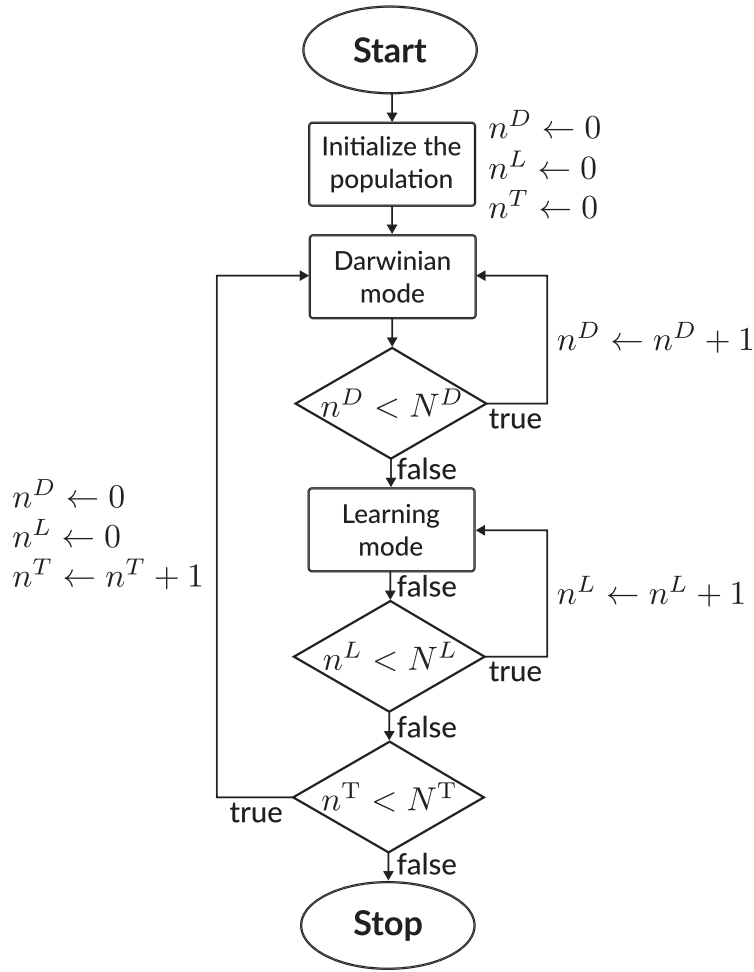 Start
Initialize the
population
n^D ← 0
n^L ← 0
n^T ← 0
Darwinian
mode
n^D ← n^D + 1
n^D < N^D
true
false
n^D ← 0
n^L ← 0
n^T ← n^T + 1
Learning
mode
false
n^L ← n^L + 1
n^L < N^L
true
false
n^T < N^T
true
false
Stop